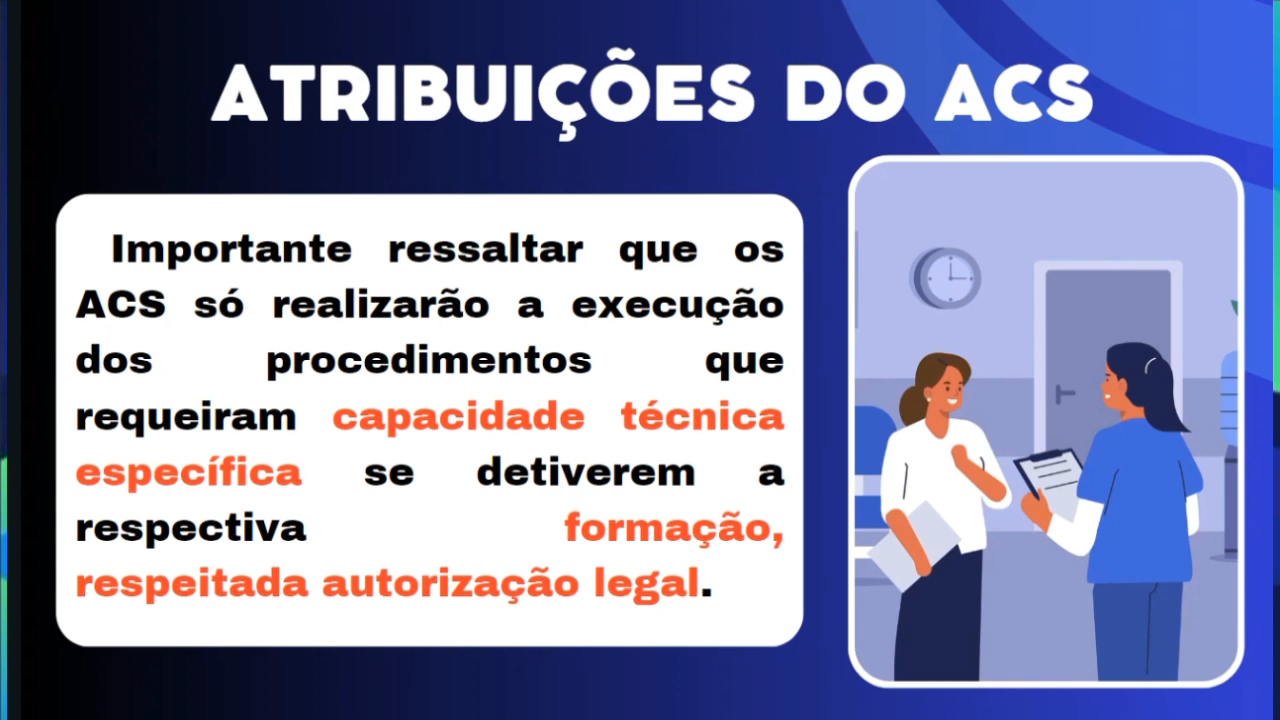 ATRIBUIÇÕES DO ACS
Importante ressaltar que os
ACS só realizarão a execução
dos procedimentos que
requeiram capacidade técnica
específica se detiverem a
respectiva formação,
respeitada autorização legal.